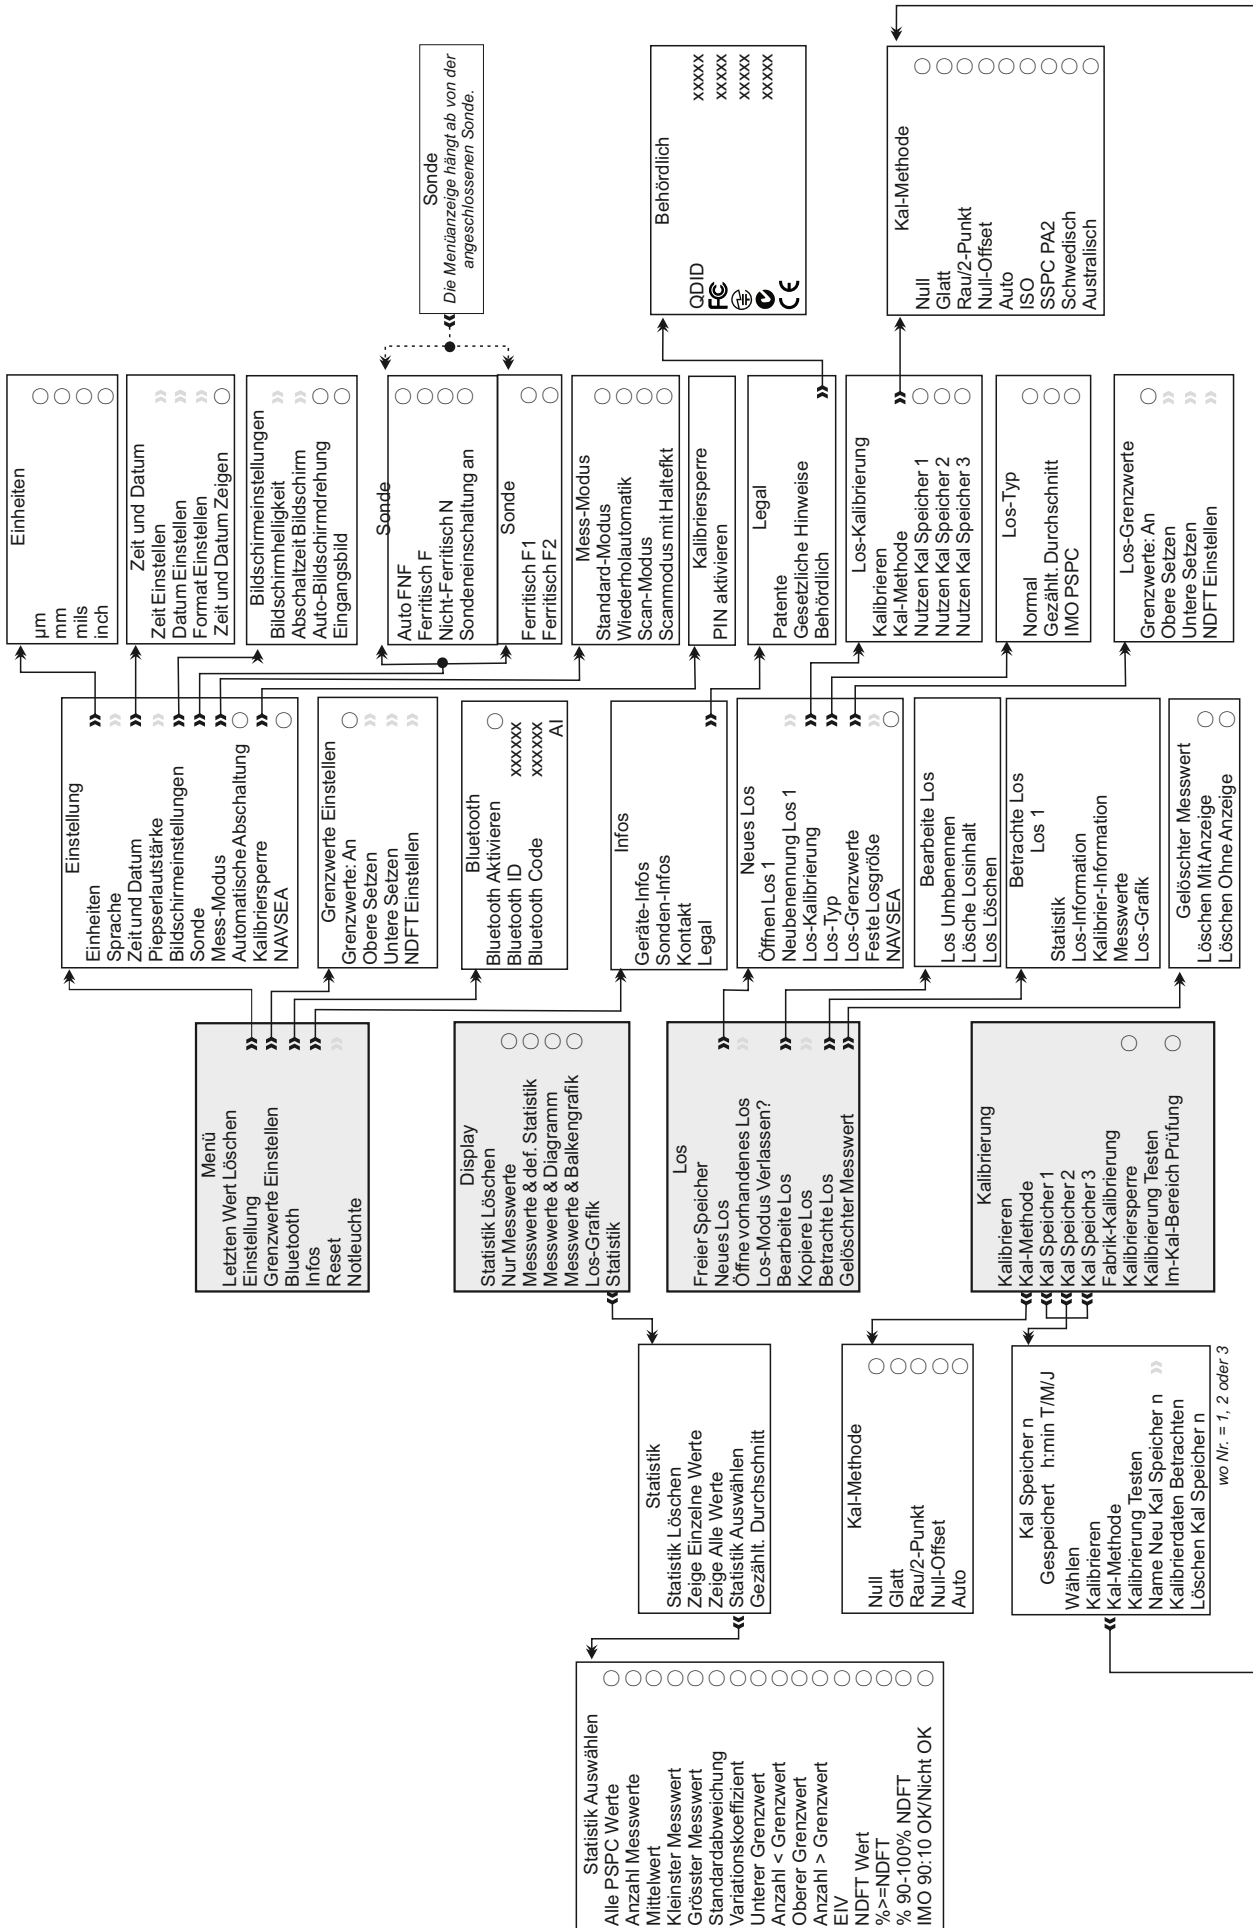 Einheiten
µm
mm
mils
inch
Zeit und Datum
Zeit Einstellen
Datum Einstellen
Format Einstellen
Zeit und Datum Zeigen
Bildschirmeinstellungen
Bildschirmhelligkeit
Abschaltzeit Bildschirm
Auto-Bildschirmdrehung
Eingangsbild
Sonde
Die Menüanzeige hängt ab von der
angeschlossenen Sonde.
Sonde
Auto FNF
Ferritisch F
Nicht-Ferritisch N
Sondeneinschaltung an
Sonde
Ferritisch F1
Ferritisch F2
Mess-Modus
Standard-Modus
Wiederholautomatik
Scan-Modus
Scanmodus mit Haltefkt
Kalibriersperre
PIN aktivieren
Legal
Patente
Gesetzliche Hinweise
Behördlich
Behördlich
QDID xxxxx
FC xxxxx
xxxxx
CE xxxxx
Los-Kalibrierung
Kalibrieren
Kal-Methode
Nutzen Kal Speicher 1
Nutzen Kal Speicher 2
Nutzen Kal Speicher 3
Kal-Methode
Null
Glatt
Rau/2-Punkt
Null-Offset
Auto
ISO
SSPC PA2
Schwedisch
Australisch
Los-Typ
Normal
Gezählt. Durchschnitt
IMO PSPC
Los-Grenzwerte
Grenzwerte: An
Obere Setzen
Untere Setzen
NDFT Einstellen
Einstellung
Einheiten
Sprache
Zeit und Datum
Piepserlautstärke
Bildschirmeinstellungen
Sonde
Mess-Modus
Automatische Abschaltung
Kalibriersperre
NAVSEA
Grenzwerte Einstellen
Grenzwerte: An
Obere Setzen
Untere Setzen
NDFT Einstellen
Bluetooth
Bluetooth Aktivieren
Bluetooth ID xxxxxx
Bluetooth Code xxxxxx
AI
Infos
Geräte-Infos
Sonden-Infos
Kontakt
Legal
Neues Los
Öffnen Los 1
Neubenennung Los 1
Los-Kalibrierung
Los-Typ
Los-Grenzwerte
Feste Losgröße
NAVSEA
Bearbeite Los
Los Umbenennen
Lösche Losinhalt
Los Löschen
Betrachte Los
Los 1
Statistik
Los-Information
Kalibrier-Information
Messwerte
Los-Grafik
Gelöschter Messwert
Löschen Mit Anzeige
Löschen Ohne Anzeige
Menü
Letzten Wert Löschen
Einstellung
Grenzwerte Einstellen
Bluetooth
Infos
Reset
Notleuchte
Display
Statistik Löschen
Nur Messwerte
Messwerte & def. Statistik
Messwerte & Diagramm
Messwerte & Balkengrafik
Los-Grafik
Statistik
Los
Freier Speicher
Neues Los
Öffne vorhandenes Los
Los-Modus Verlassen?
Bearbeite Los
Kopiere Los
Betrachte Los
Gelöschter Messwert
Kalibrierung
Kalibrieren
Kal-Methode
Kal Speicher 1
Kal Speicher 2
Kal Speicher 3
Fabrik-Kalibrierung
Kalibriersperre
Kalibrierung Testen
Im-Kal-Bereich Prüfung
Statistik
Statistik Löschen
Zeige Einzelne Werte
Zeige Alle Werte
Statistik Auswählen
Gezählt. Durchschnitt
Kal-Methode
Null
Glatt
Rau/2-Punkt
Null-Offset
Auto
Kal Speicher n
Gespeichert h:min T/M/J
Wählen
Kalibrieren
Kal-Methode
Kalibrierung Testen
Name Neu Kal Speicher n
Kalibrierdaten Betrachten
Löschen Kal Speicher n
wo Nr. = 1, 2 oder 3
Statistik Auswählen
Alle PSPC Werte
Anzahl Messwerte
Mittelwert
Kleinster Messwert
Grösster Messwert
Standardabweichung
Variationskoeffizient
Unterer Grenzwert
Anzahl < Grenzwert
Oberer Grenzwert
Anzahl > Grenzwert
EIV
NDFT Wert
%>=NDFT
% 90-100% NDFT
IMO 90:10 OK/Nicht OK